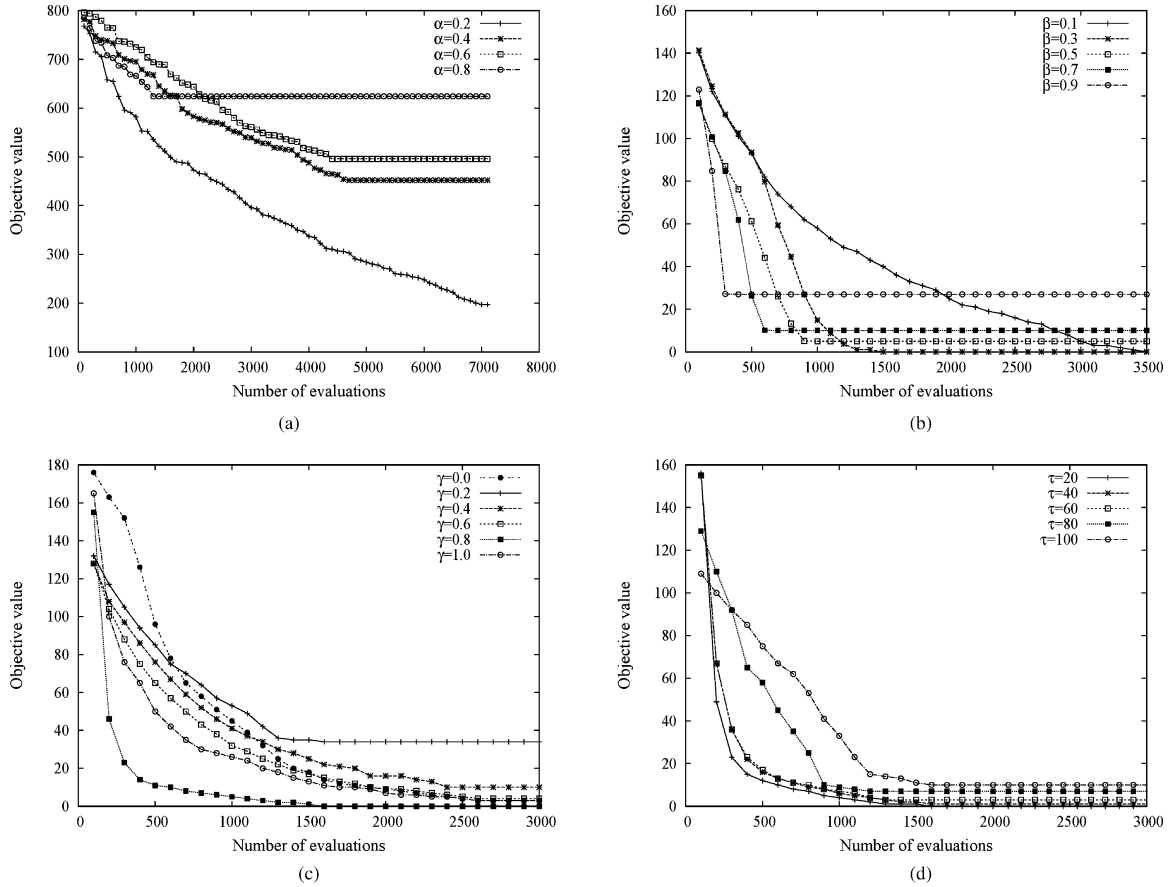 800
700
600
500
400
300
200
100
0 1000 2000 3000 4000 5000 6000 7000 8000
Objective value
Number of evaluations
α=0.2
α=0.4
α=0.6
α=0.8
(a)
160
140
120
100
80
60
40
20
0
0 500 1000 1500 2000 2500 3000 3500
Objective value
Number of evaluations
β=0.1
β=0.3
β=0.5
β=0.7
β=0.9
(b)
180
160
140
120
100
80
60
40
20
0
0 500 1000 1500 2000 2500 3000
Objective value
Number of evaluations
γ=0.0
γ=0.2
γ=0.4
γ=0.6
γ=0.8
γ=1.0
(c)
160
140
120
100
80
60
40
20
0
0 500 1000 1500 2000 2500 3000
Objective value
Number of evaluations
τ=20
τ=40
τ=60
τ=80
τ=100
(d)